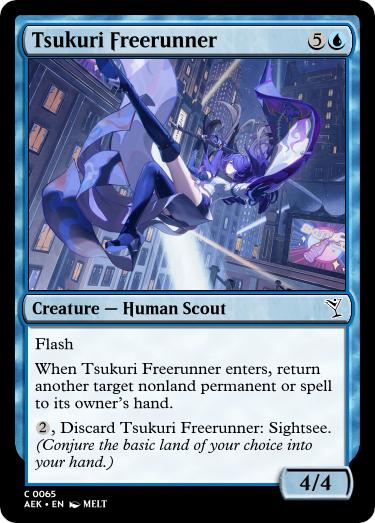 Tsukuri Freerunner 5
Creature — Human Scout
Flash
When Tsukuri Freerunner enters, return
another target nonland permanent or spell
to its owner's hand.
2, Discard Tsukuri Freerunner: Sightsee.
(Conjure the basic land of your choice into
your hand.)
4/4
C 0065
AEK • EN MELT